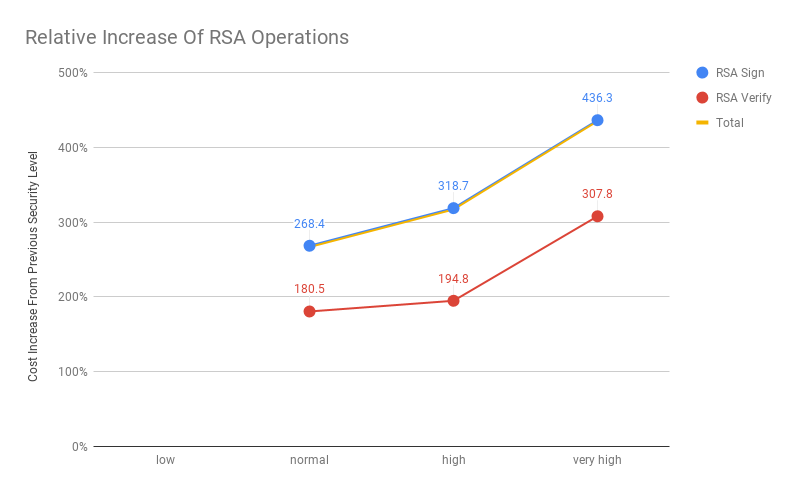 Relative Increase Of RSA Operations
Cost Increase From Previous Security Level
500%
400%
300%
200%
100%
0%
268.4
318.7
436.3
180.5
194.8
307.8
low
normal
high
very high
RSA Sign
RSA Verify
Total